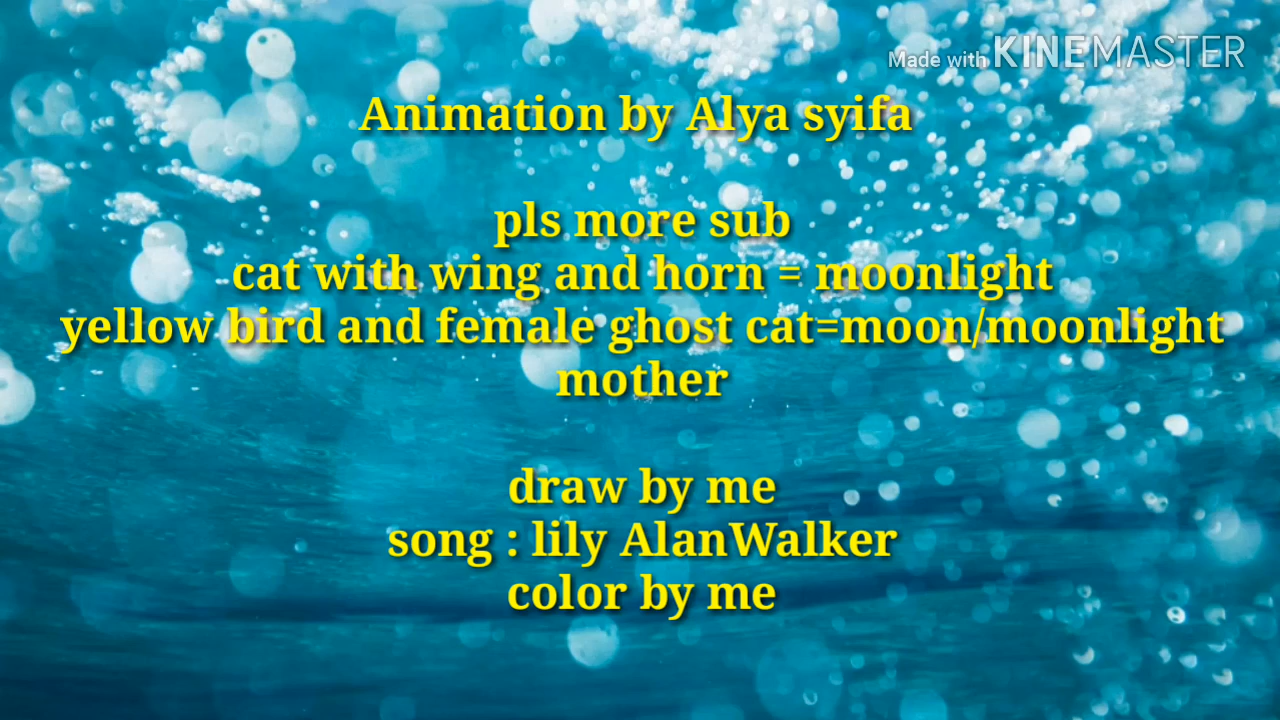 Made with KINEMASTER
Animation by Alya syifa
pls more sub
cat with wing and horn = moonlight
yellow bird and female ghost cat=moon/moonlight
mother
draw by me
song : lily AlanWalker
color by me